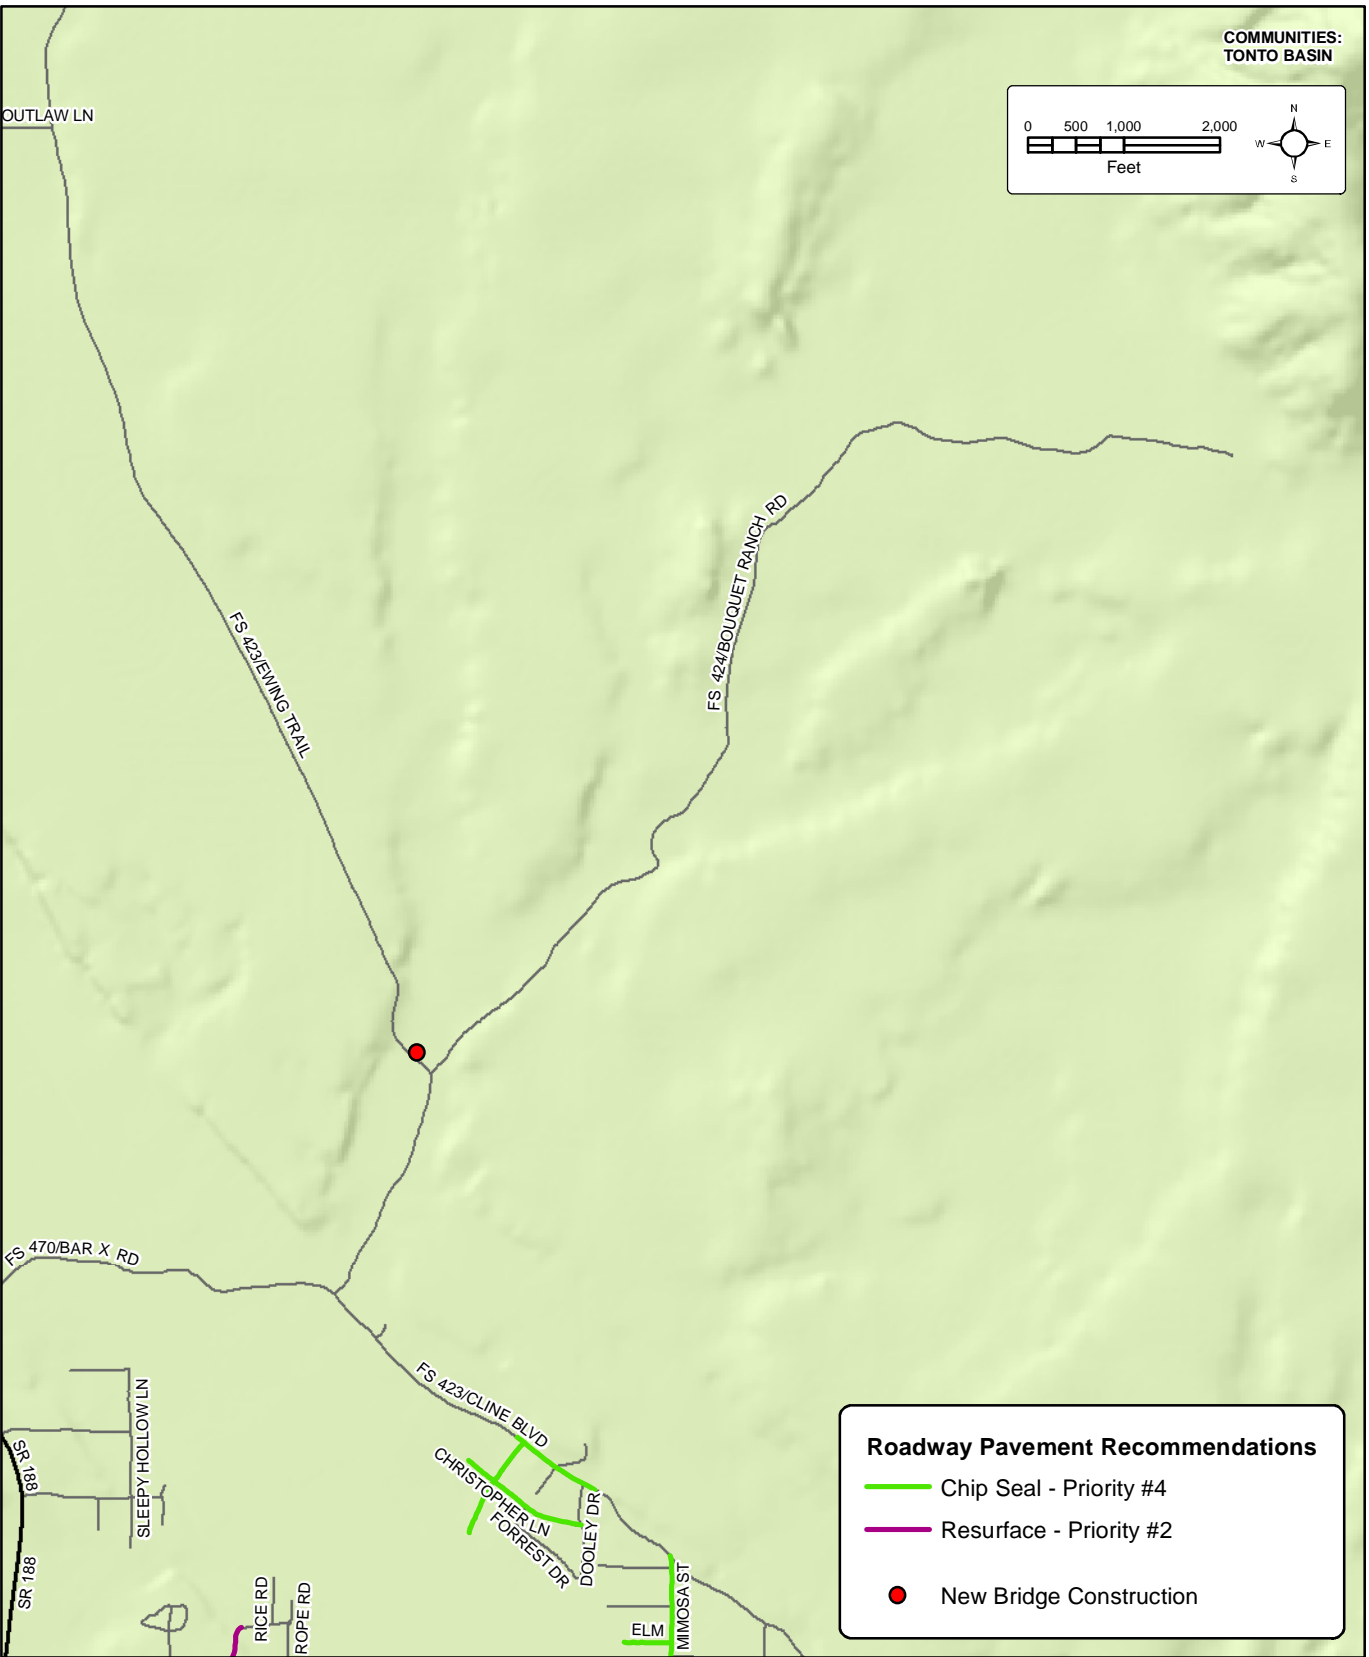 COMMUNITIES:
TONTO BASIN
0 500 1,000 2,000
Feet
N
W E
S
OUTLAW LN
FS 424/BOUQUET RANCH RD
FS 423/EWING TRAIL
FS 470/BAR X RD
FS 423/CLINE BLVD
SLEEPY HOLLOW LN
SR 188
CHRISTOPHER LN
FORREST DR
DOOLEY DR
SR 188
RICE RD
ROPE RD
ELM
MIMOSA ST
Roadway Pavement Recommendations
Chip Seal - Priority #4
Resurface - Priority #2
New Bridge Construction